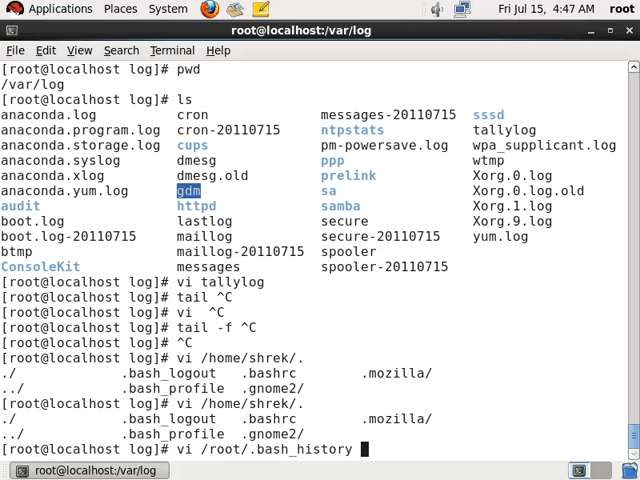 Applications Places System Fri Jul 15, 4:47 AM root
root@localhost:/var/log
File Edit View Search Terminal Help
[root@localhost log]# pwd
/var/log
[root@localhost log]# ls
anaconda.log cron messages-20110715 sssd
anaconda.program.log cron-20110715 ntpstats tallylog
anaconda.storage.log cups pm-powersave.log wpa_supplicant.log
anaconda.syslog dmesg ppp wtmp
anaconda.xlog dmesg.old prelink Xorg.0.log
anaconda.yum.log gdm sa Xorg.0.log.old
audit httpd samba Xorg.1.log
boot.log lastlog secure Xorg.9.log
boot.log-20110715 maillog secure-20110715 yum.log
btmp maillog-20110715 spooler
ConsoleKit messages spooler-20110715
[root@localhost log]# vi tallylog
[root@localhost log]# tail ^C
[root@localhost log]# vi  ^C
[root@localhost log]# tail -f ^C
[root@localhost log]# ^C
[root@localhost log]# vi /home/shrek/.
./ .bash_logout .bashrc .mozilla/
../ .bash_profile .gnome2/
[root@localhost log]# vi /home/shrek/.
./ .bash_logout .bashrc .mozilla/
../ .bash_profile .gnome2/
[root@localhost log]# vi /root/.bash_history
root@localhost:/var/log